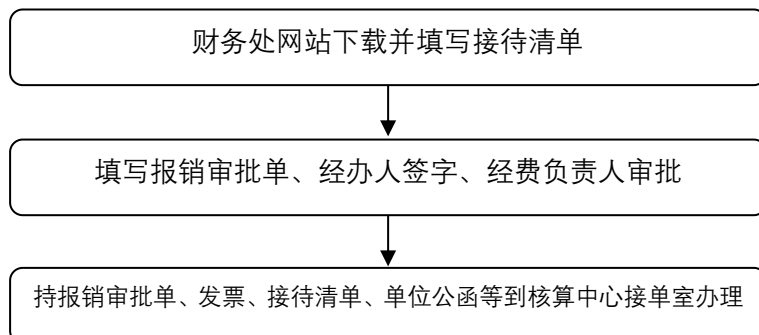 财务处网站下载并填写接待清单
填写报销审批单、经办人签字、经费负责人审批
持报销审批单、发票、接待清单、单位公函等到核算中心接单室办理